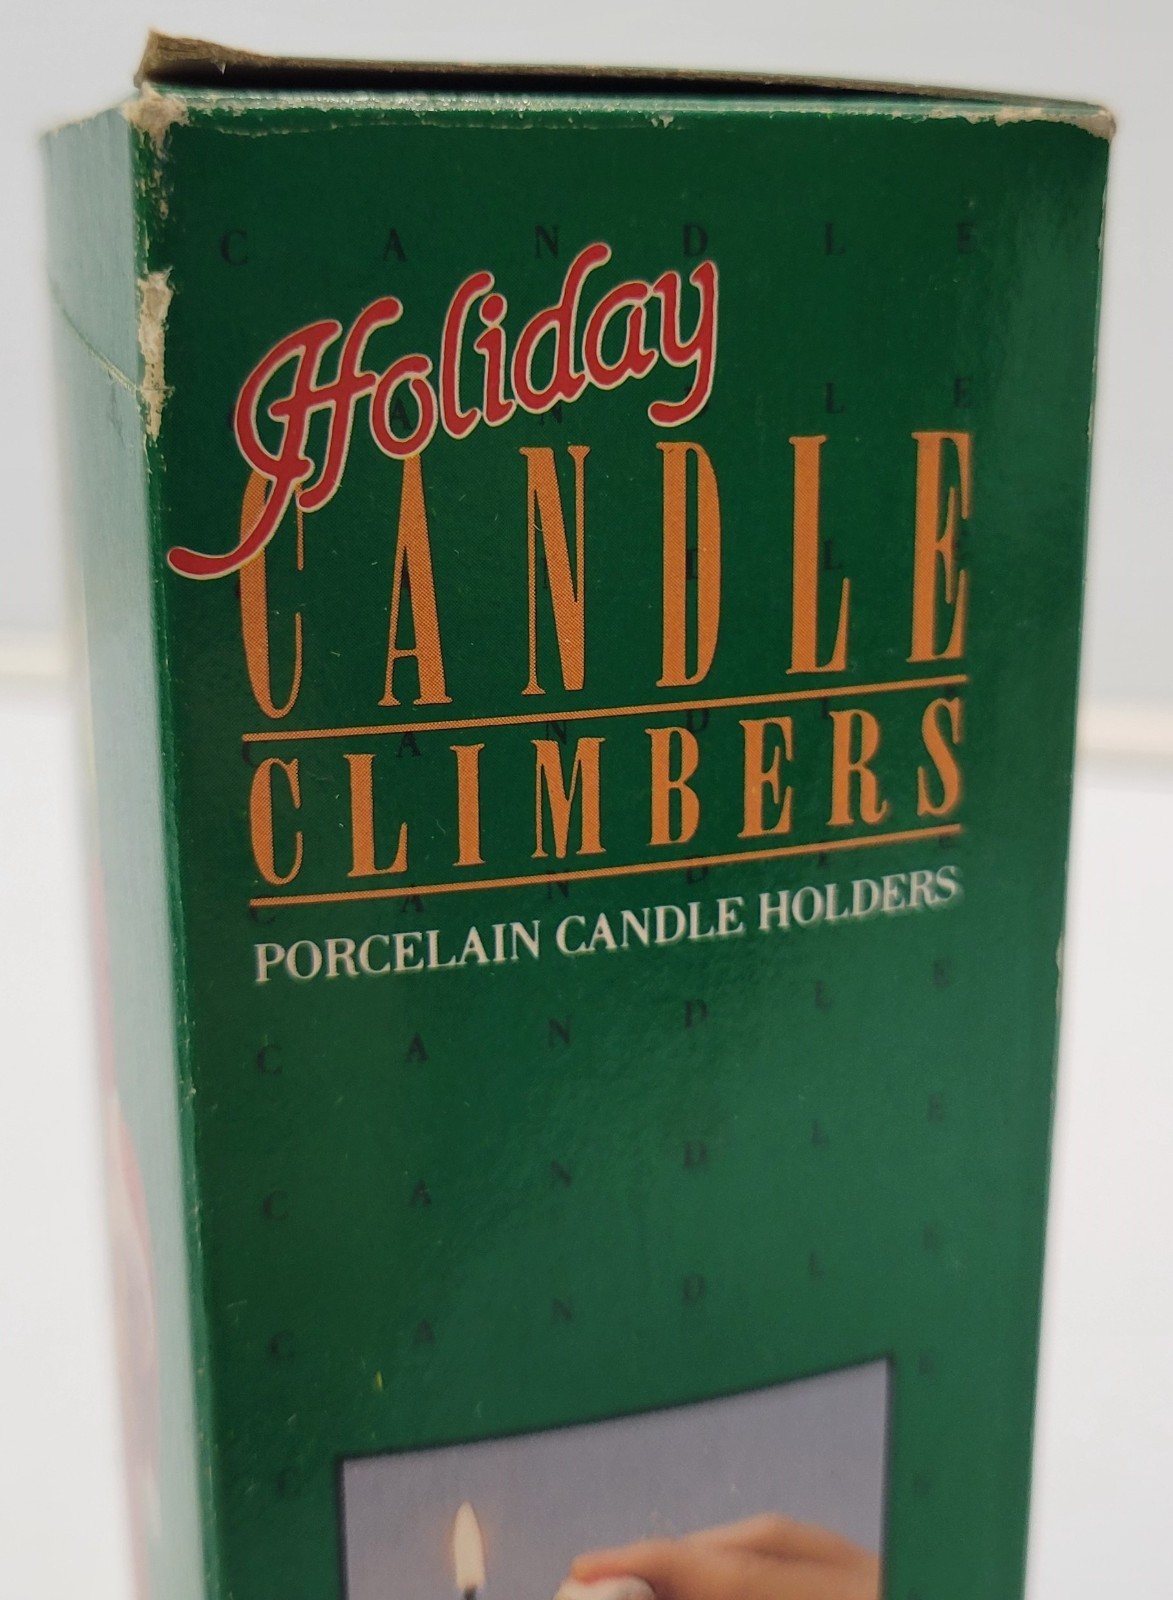 C A N D L E
Holiday
L E
CANDLE
CLIMBERS
C A N D L
PORCELAIN CANDLE HOLDERS
C A N D L E
C A N D L E
C A N D L E